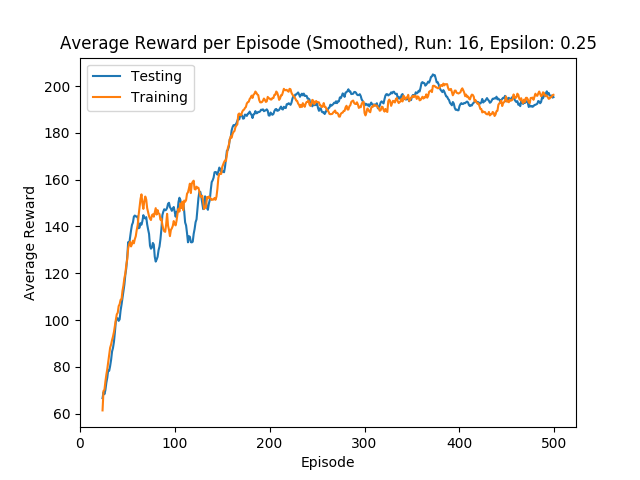 Average Reward per Episode (Smoothed), Run: 16, Epsilon: 0.25
Testing
Training
Average Reward
200
180
160
140
120
100
80
60
0 100 200 300 400 500
Episode